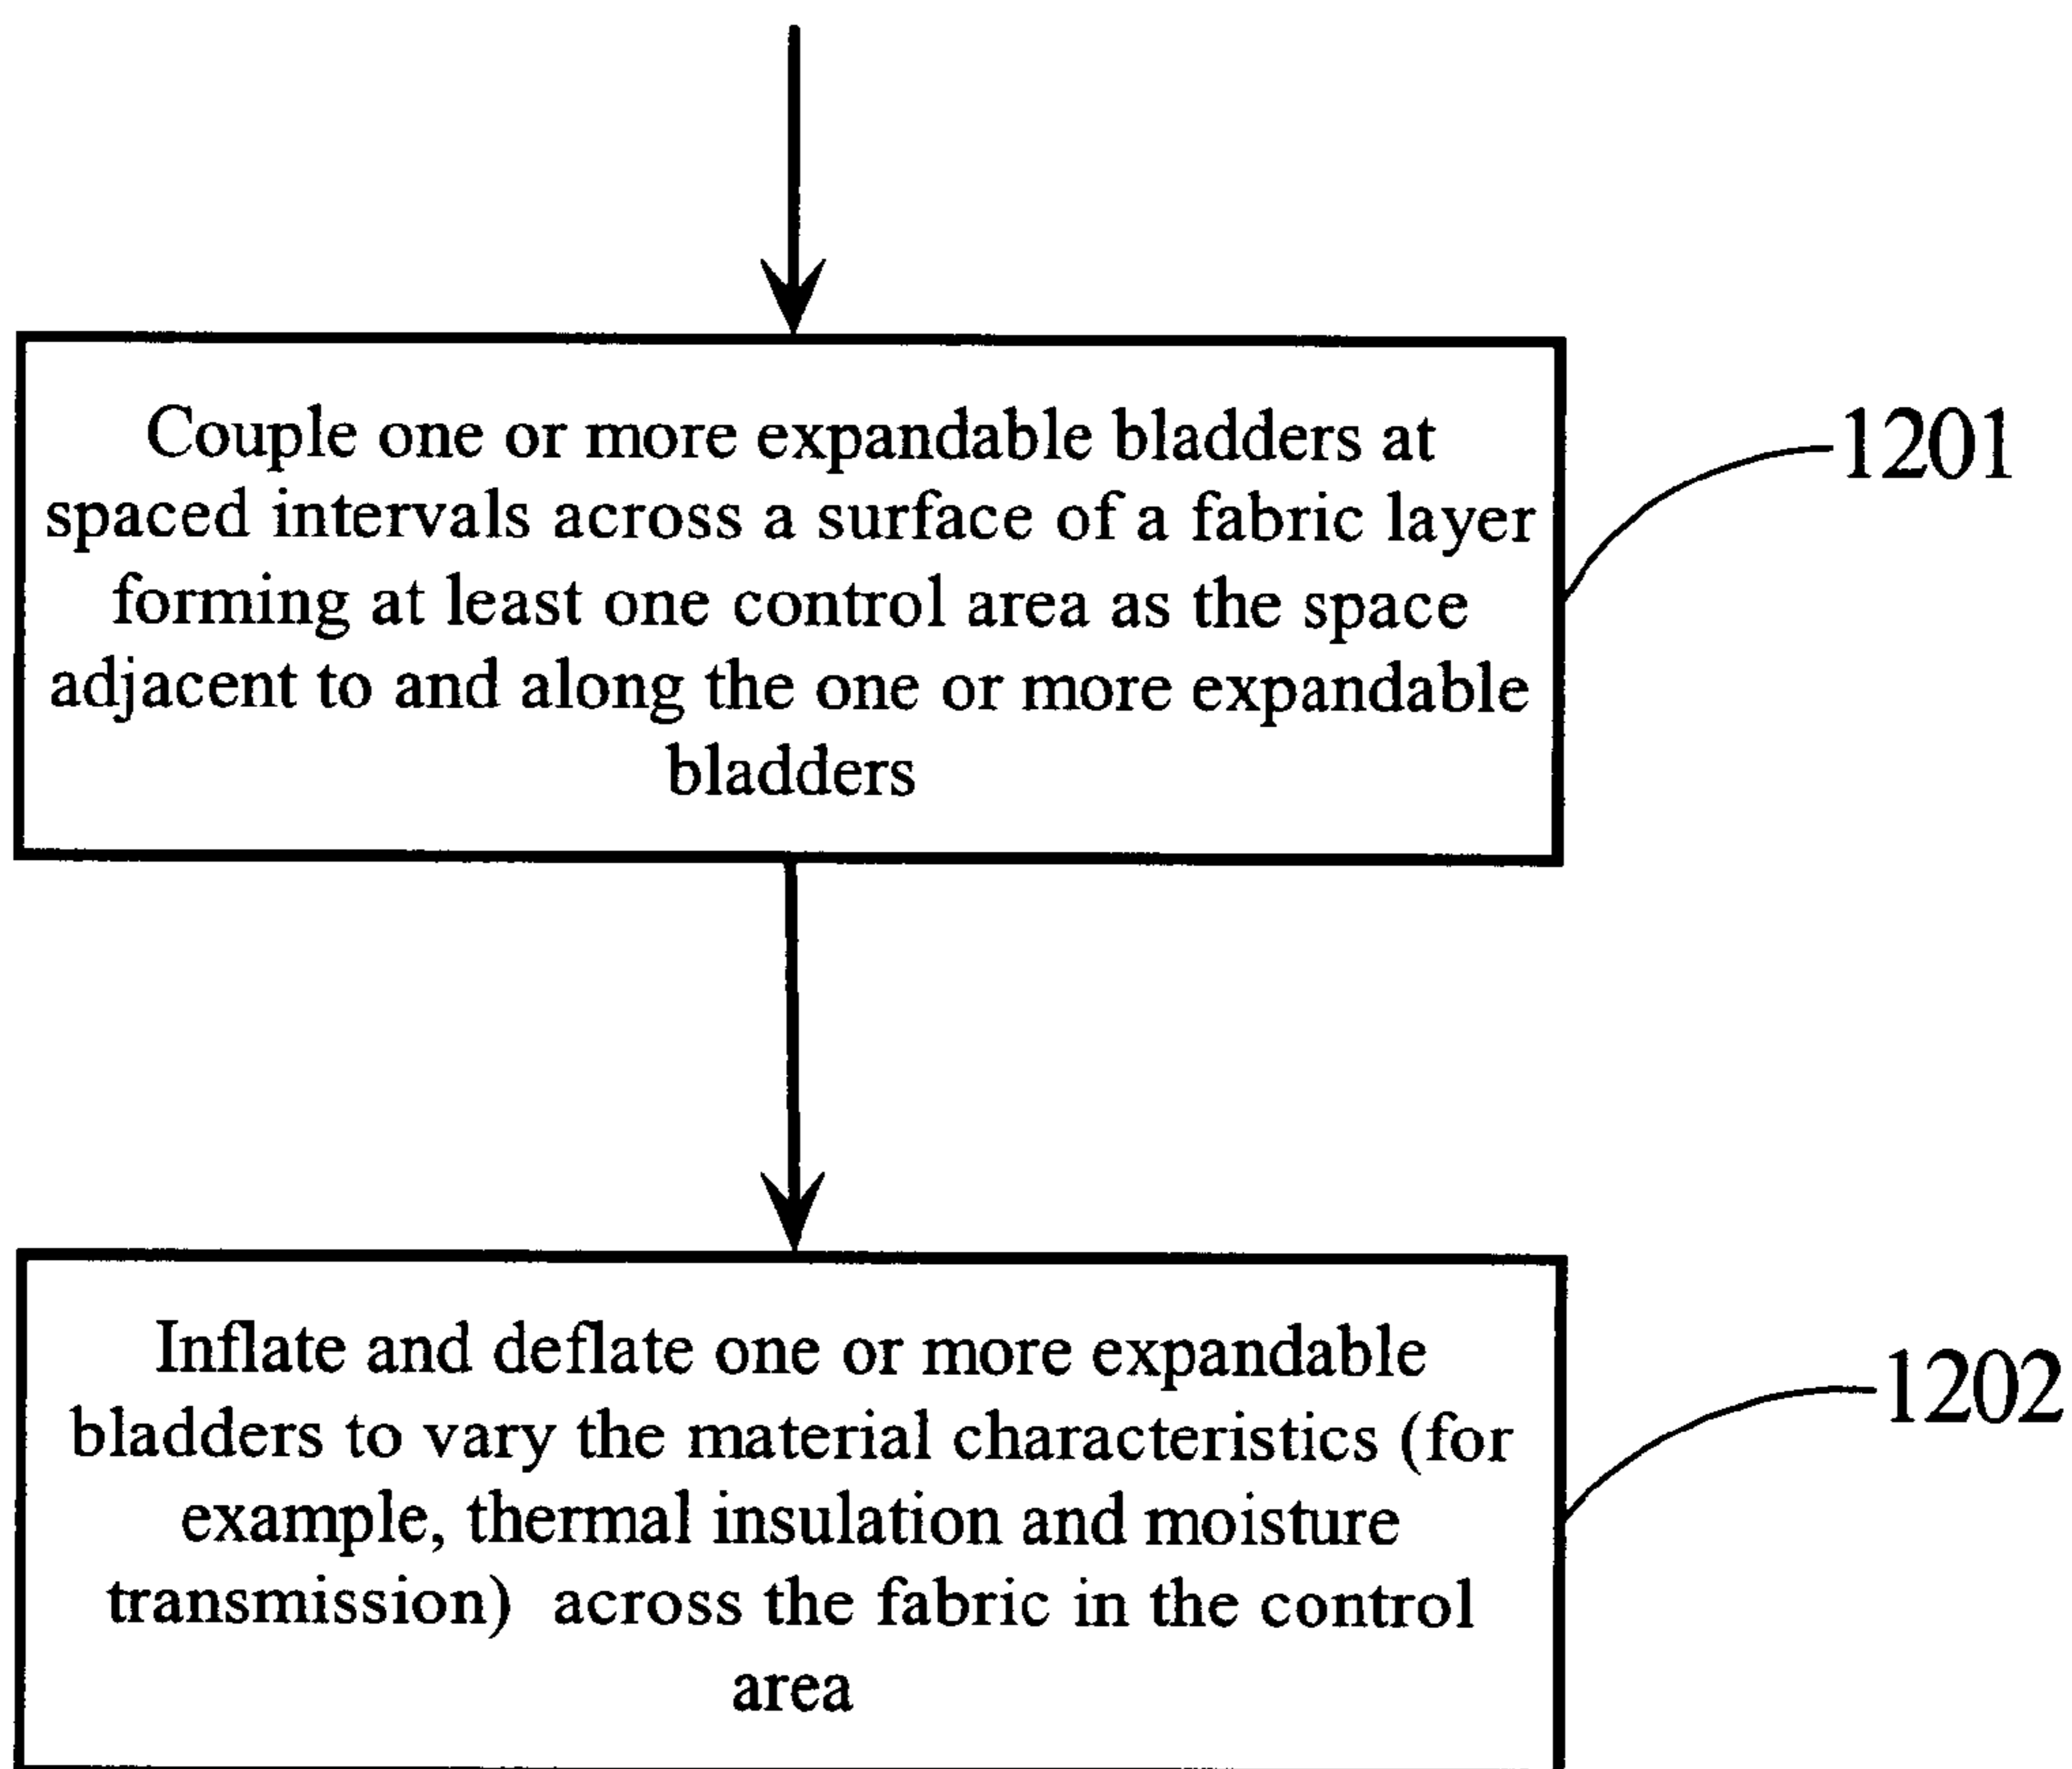 Couple one or more expandable bladders at
spaced intervals across a surface of a fabric layer
forming at least one control area as the space
adjacent to and along the one or more expandable
bladders
1201
Inflate and deflate one or more expandable
bladders to vary the material characteristics (for
example, thermal insulation and moisture
transmission) across the fabric in the control
area
1202